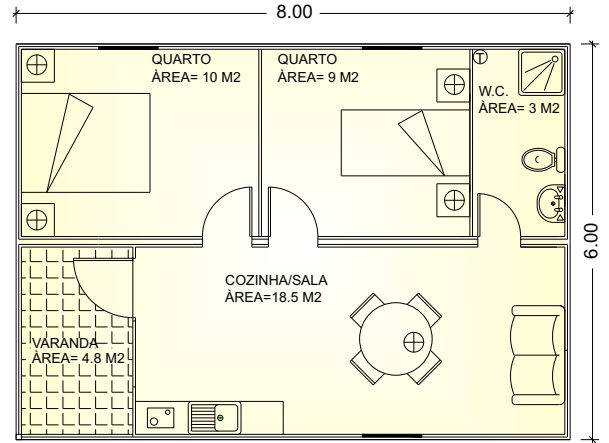 8.00
QUARTO
ÀREA= 10 M2
QUARTO
ÀREA= 9 M2
T
W.C.
ÀREA= 3 M2
6.00
COZINHA/SALA
ÀREA=18.5 M2
VARANDA
ÀREA= 4.8 M2